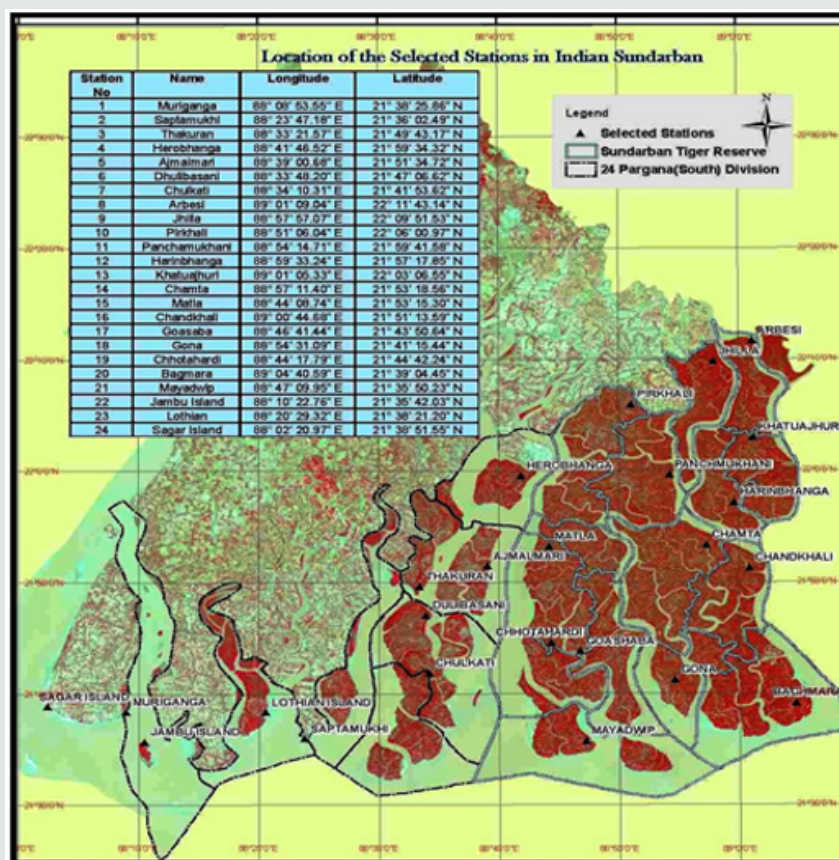 Location of the Selected Stations in Indian Sundarban
Station No Name Longitude Latitude
1 Muriganga 88° 08' 53.55" E 21° 38' 25.86" N
2 Saptamukhi 88° 23' 47.18" E 21° 36' 02.49" N
3 Thakuran 88° 33' 21.57" E 21° 49' 43.17" N
4 Herobhanga 88° 41' 46.52" E 21° 59' 34.32" N
5 Ajmalmari 88° 39' 00.68" E 21° 51' 34.72" N
6 Dhulibasani 88° 33' 48.20" E 21° 47' 06.62" N
7 Chulkati 88° 34' 10.31" E 21° 41' 53.62" N
8 Arbesi 89° 01' 09.04" E 22° 11' 43.14" N
9 Jhilla 88° 57' 57.07" E 22° 09' 51.53" N
10 Pirkhali 88° 51' 06.04" E 22° 06' 00.97" N
11 Panchamukhani 88° 54' 14.71" E 21° 59' 41.58" N
12 Harinbhanga 88° 59' 33.24" E 21° 57' 17.85" N
13 Khatuajhuri 89° 01' 05.33" E 22° 03' 06.55" N
14 Chamta 88° 57' 11.40" E 21° 53' 18.56" N
15 Matla 88° 44' 08.74" E 21° 53' 15.30" N
16 Chandkhali 89° 00' 44.68" E 21° 51' 13.59" N
17 Goasaba 88° 46' 41.44" E 21° 43' 50.64" N
18 Gona 88° 54' 31.09" E 21° 41' 15.44" N
19 Chhotahardi 88° 44' 17.79" E 21° 44' 42.24" N
20 Bagmara 89° 04' 40.59" E 21° 39' 04.45" N
21 Mayadwip 88° 47' 09.95" E 21° 35' 50.23" N
22 Jambu Island 88° 10' 22.76" E 21° 35' 42.03" N
23 Lothian 88° 20' 29.32" E 21° 38' 21.20" N
24 Sagar Island 88° 02' 20.97" E 21° 38' 51.55" N
N
Legend
Selected Stations
Sundarban Tiger Reserve
24 Pargana(South) Division
ARBESI
JHILLA
PIRKHALI
KHATUAJHURI
HEROBHANGA
PANCHMUKHANI
HARINBHANGA
MATLA
CHAMTA
AJMALMARI
CHANDKHALI
THAKURAN
DULIBASANI
CHHOTAHARDI
GOASHABA
CHULKATI
GONA
BAGHMARA
SAGAR ISLAND
MURIGANGA
LOTHIAN ISLAND
JAMBU ISLAND
SAPTAMUKHI
MAYADWIP